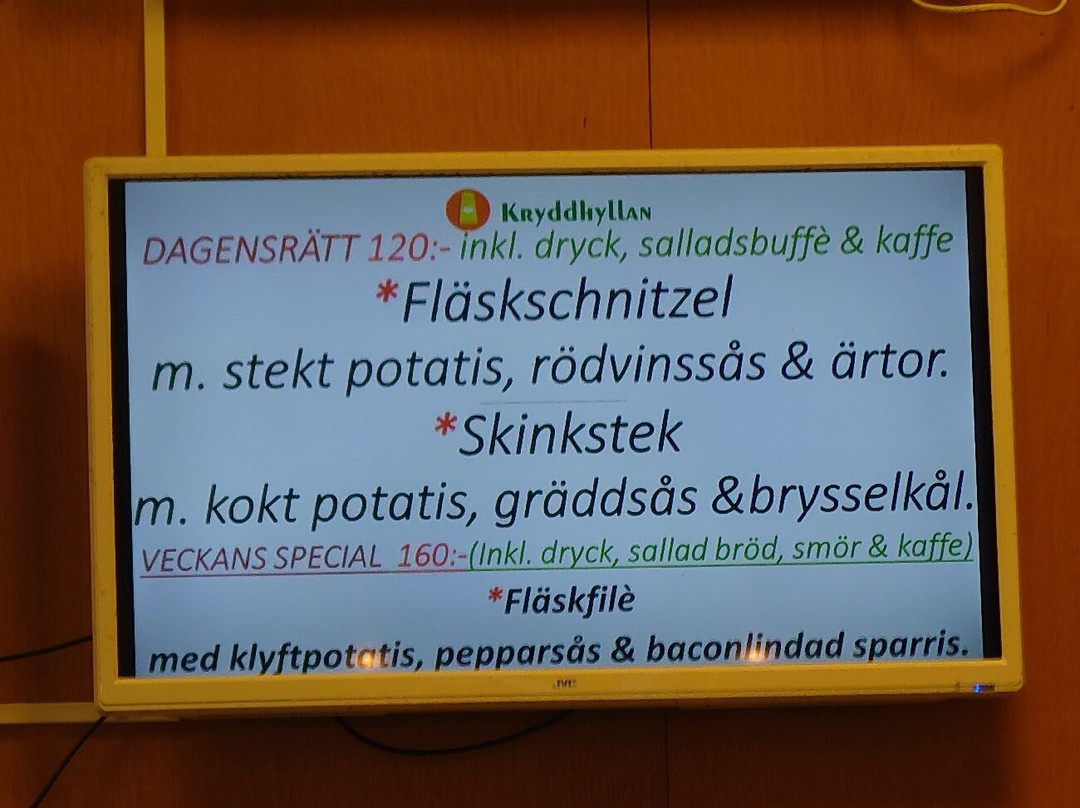 Kryddhyllan
DAGENSRÄTT 120:- inkl. dryck, salladsbuffè & kaffe
*Fläskschnitzel
m. stekt potatis, rödvinssås & ärtor.
*Skinkstek
m. kokt potatis, gräddsås &brysselkål.
VECKANS SPECIAL 160:-(Inkl. dryck, sallad bröd, smör & kaffe)
*Fläskfilè
med klyftpotatis, pepparsås & baconlindad sparris.
JVC